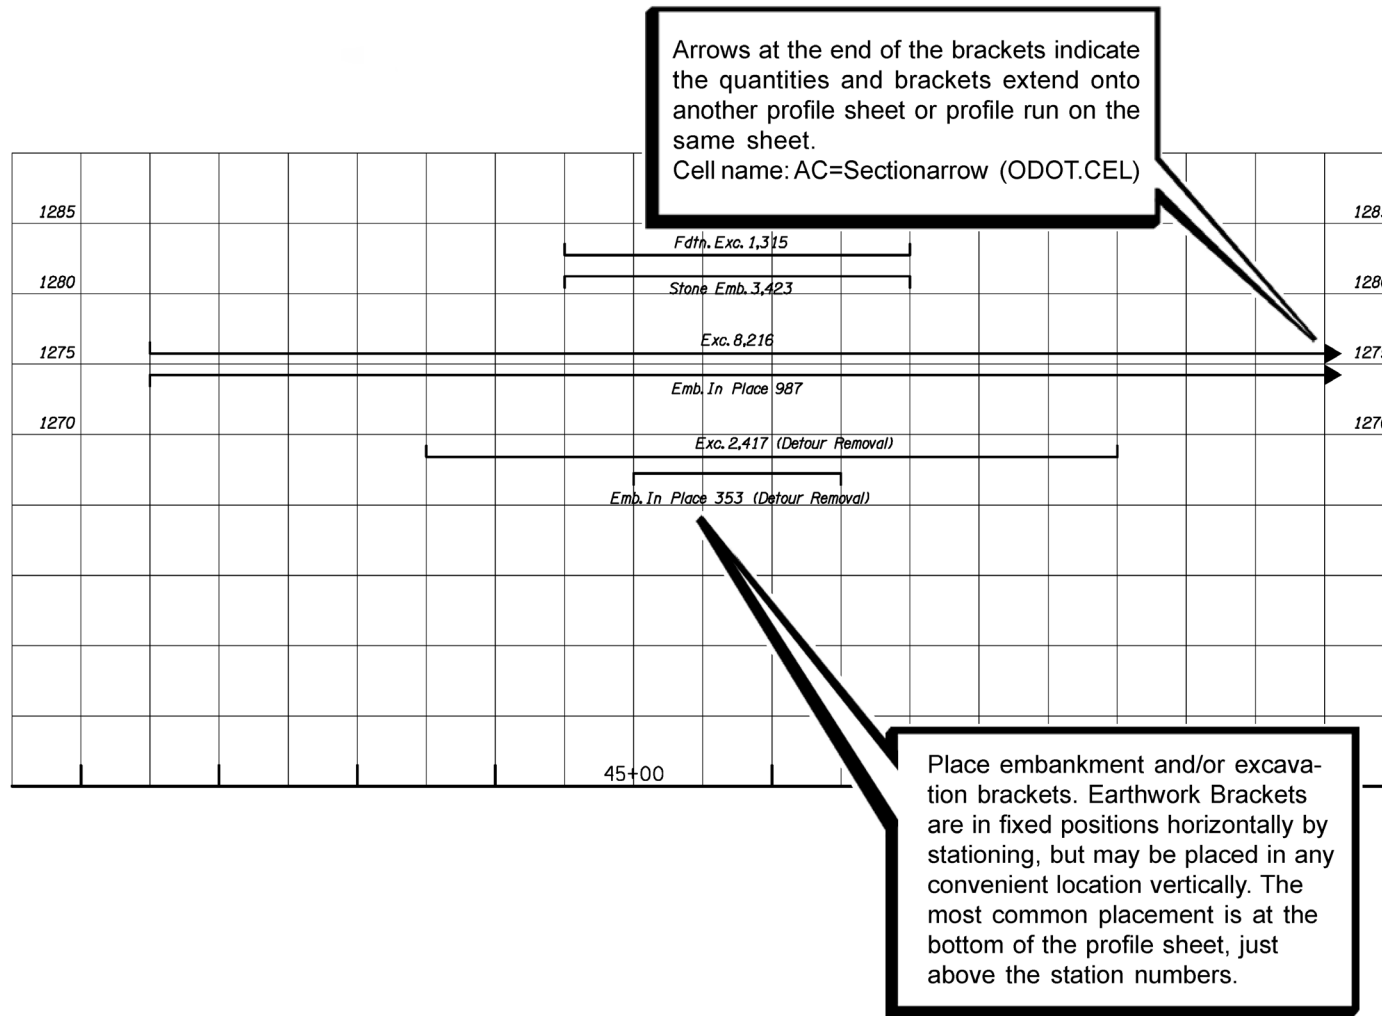 Arrows at the end of the brackets indicate
the quantities and brackets extend onto
another profile sheet or profile run on the
same sheet.
Cell name: AC=Sectionarrow (ODOT.CEL)
1285
1285
Fdtn. Exc. 1,315
1280
1280
Stone Emb. 3,423
Exc. 8,216
1275
1275
Emb. In Place 987
1270
1270
Exc. 2,417 (Detour Removal)
Emb. In Place 353 (Detour Removal)
45+00
Place embankment and/or excava-
tion brackets. Earthwork Brackets
are in fixed positions horizontally by
stationing, but may be placed in any
convenient location vertically. The
most common placement is at the
bottom of the profile sheet, just
above the station numbers.